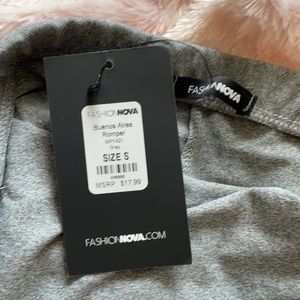 FASHIONNOVA
Buenos Aires
Romper
Grey
SIZE S
MSRP: $17.99
FASHIONNOVA.COM
FASHIONNOVA